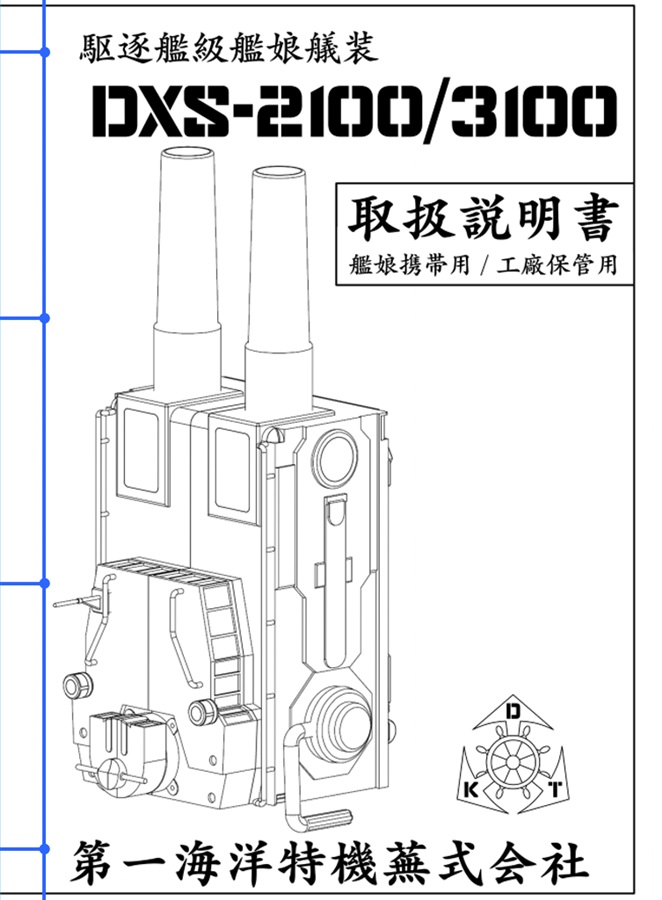 駆逐艦級艦娘艤装
DXS-2100/3100
取扱説明書
艦娘携帯用 / 工廠保管用
D
K T
第一海洋特機蕪式会社